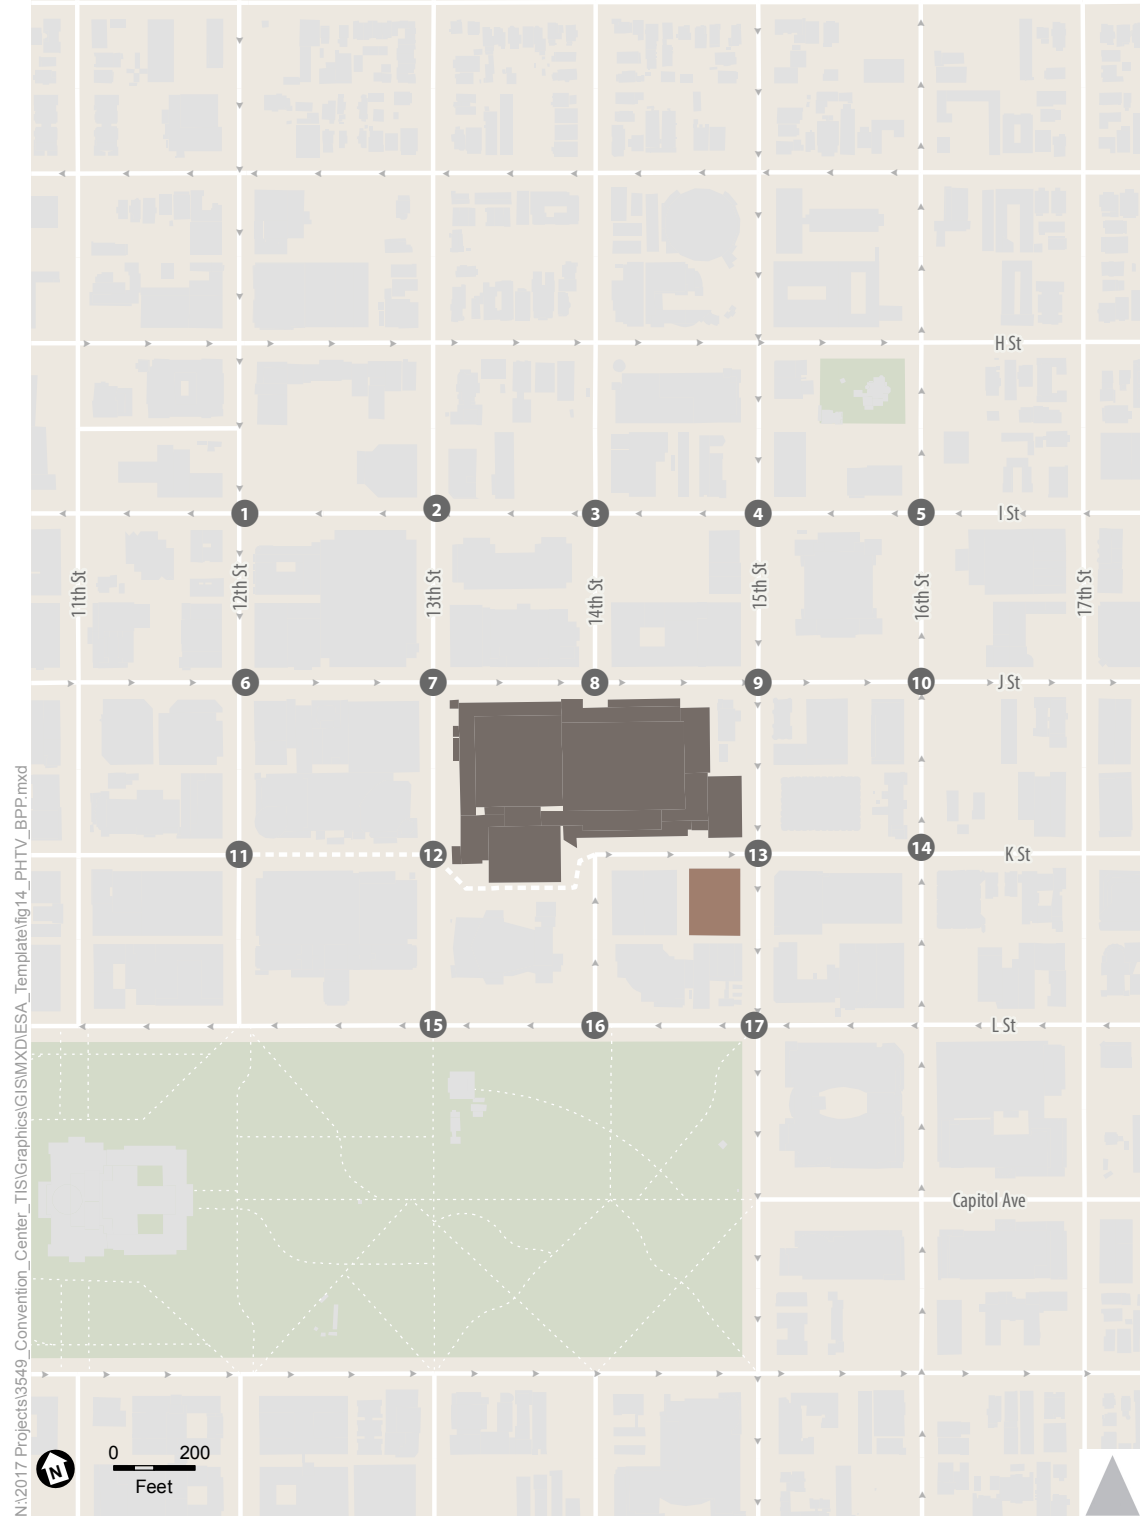 H St
1
2
3
4
5
I St
11th St
12th St
13th St
14th St
15th St
16th St
17th St
6
7
8
9
10
J St
11
12
13
14
K St
15
16
17
L St
Capitol Ave
N:\2017 Projects\3549_Convention_Center_TIS\Graphics\GIS\MXD\ESA_Template\fig14_PHTV_BPP.mxd
N
0 200
Feet